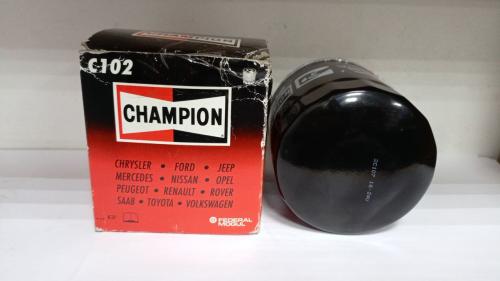 C102
CHAMPION
CHRYSLER • FORD • JEEP
MERCEDES • NISSAN • OPEL
PEUGEOT • RENAULT • ROVER
SAAB • TOYOTA • VOLKSWAGEN
FEDERAL
MOGUL